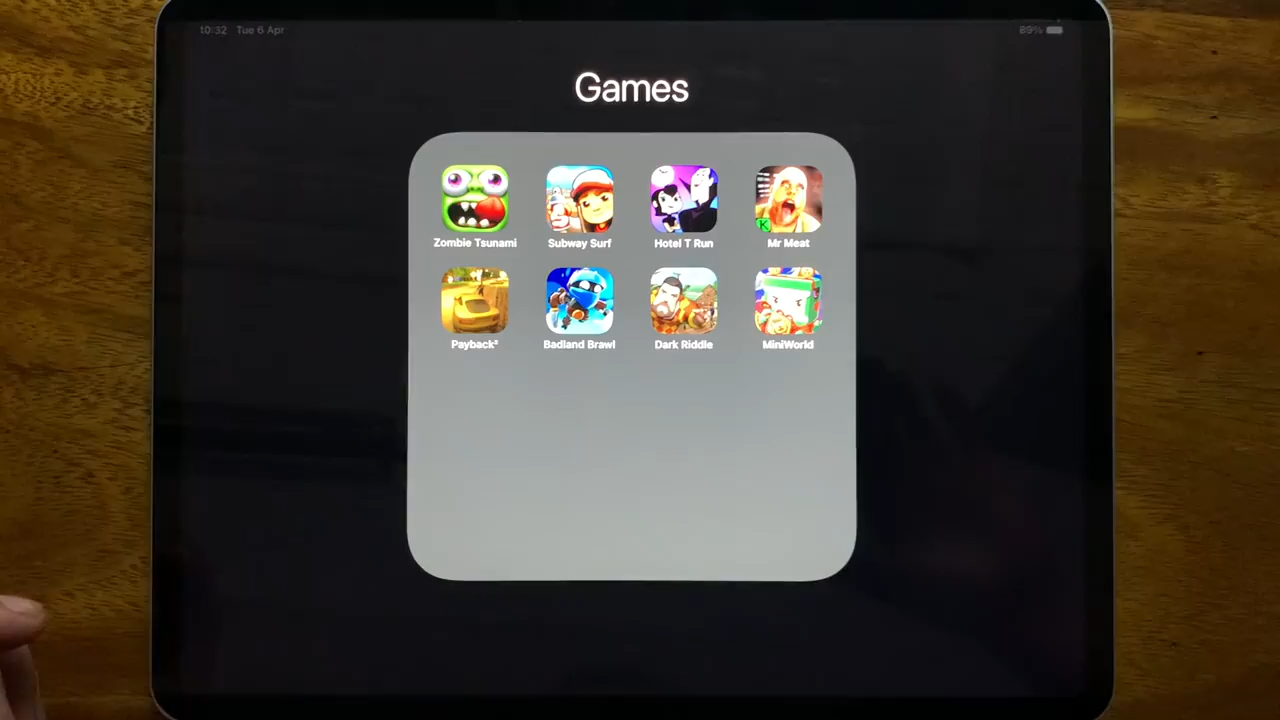 10:32 Tue 6 Apr
89%
Games
Zombie Tsunami
Subway Surf
Hotel T Run
Mr Meat
Payback²
Badland Brawl
Dark Riddle
MiniWorld